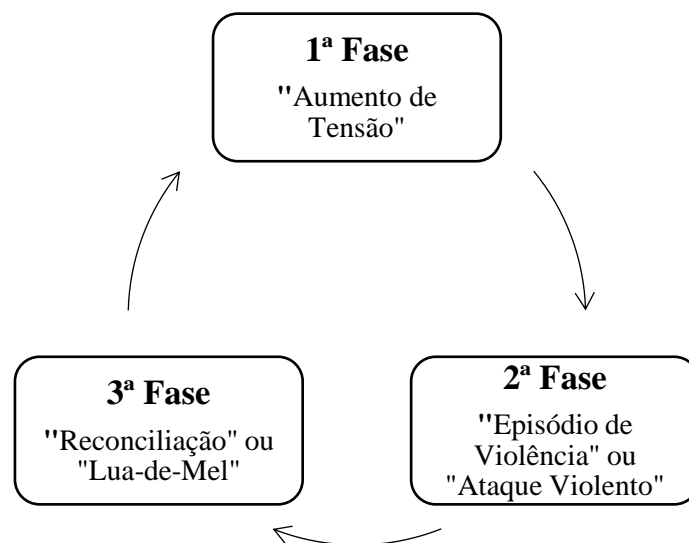 1ª Fase
"Aumento de
Tensão"
3ª Fase
"Reconciliação" ou
"Lua-de-Mel"
2ª Fase
"Episódio de
Violência" ou
"Ataque Violento"